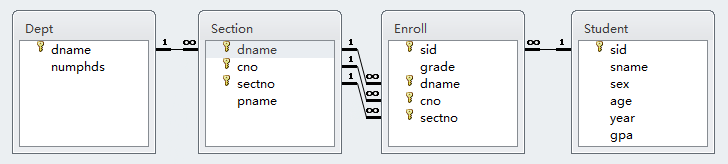 Dept
dname
numphds
1
∞
Section
dname
cno
sectno
pname
1
1
1
∞
∞
∞
Enroll
sid
grade
dname
cno
sectno
∞
1
Student
sid
sname
sex
age
year
gpa